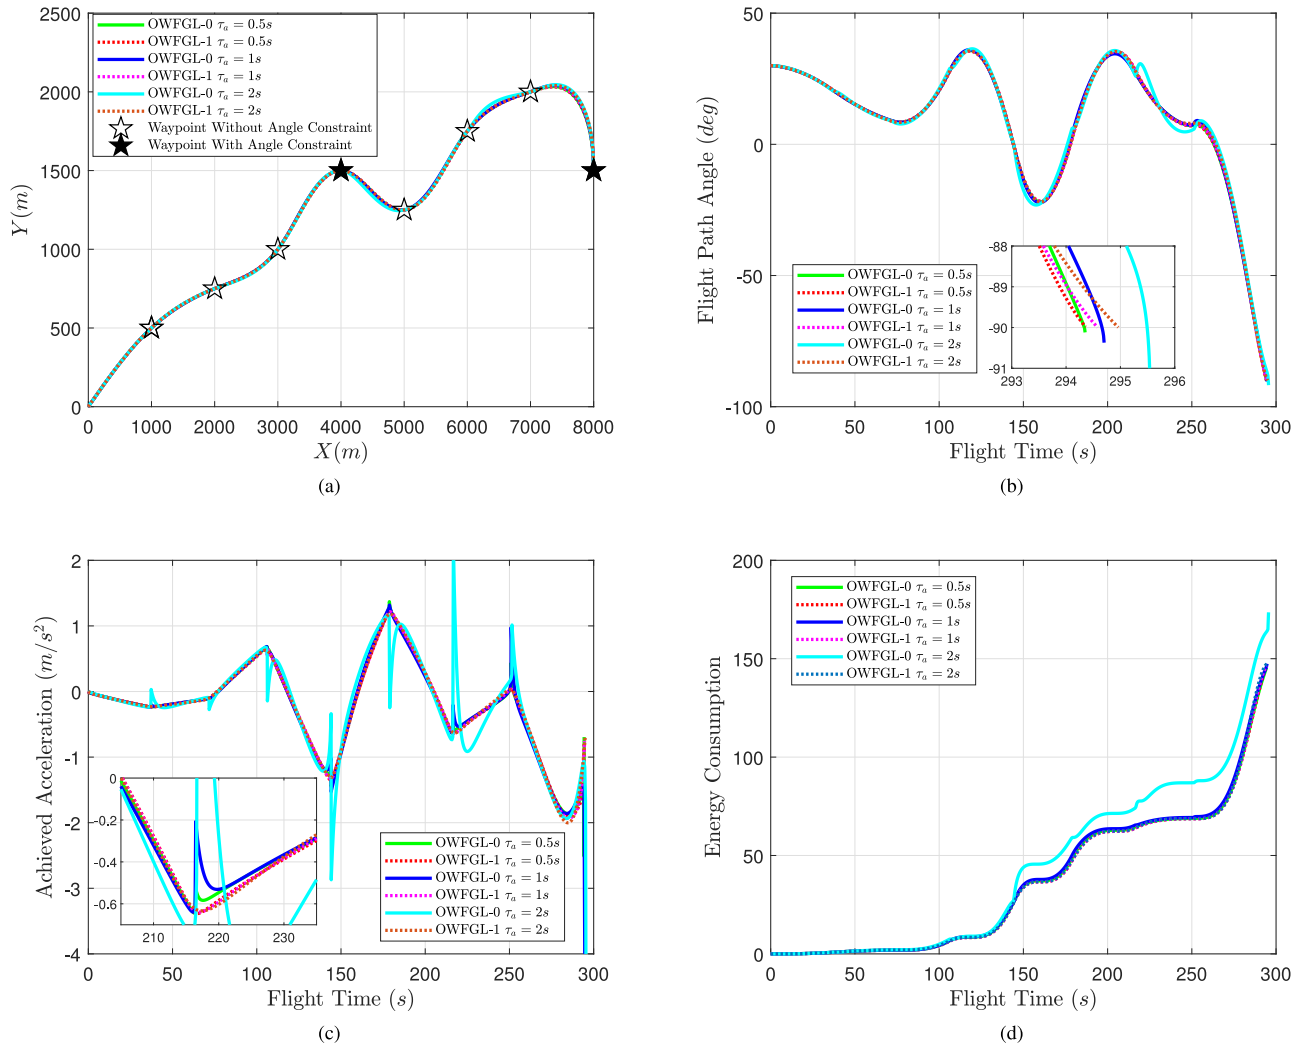 2500
2000
1500
1000
500
0
Y(m)
OWFGL-0 τa = 0.5s
OWFGL-1 τa = 0.5s
OWFGL-0 τa = 1s
OWFGL-1 τa = 1s
OWFGL-0 τa = 2s
OWFGL-1 τa = 2s
Waypoint Without Angle Constraint
Waypoint With Angle Constraint
0 1000 2000 3000 4000 5000 6000 7000 8000
X(m)
(a)
50
0
-50
-100
Flight Path Angle (deg)
OWFGL-0 τa = 0.5s
OWFGL-1 τa = 0.5s
OWFGL-0 τa = 1s
OWFGL-1 τa = 1s
OWFGL-0 τa = 2s
OWFGL-1 τa = 2s
-88
-89
-90
-91
293 294 295 296
0 50 100 150 200 250 300
Flight Time (s)
(b)
2
1
0
-1
-2
-3
-4
Achieved Acceleration (m/s²)
0
-0.2
-0.4
-0.6
210 220 230
OWFGL-0 τa = 0.5s
OWFGL-1 τa = 0.5s
OWFGL-0 τa = 1s
OWFGL-1 τa = 1s
OWFGL-0 τa = 2s
OWFGL-1 τa = 2s
0 50 100 150 200 250 300
Flight Time (s)
(c)
200
150
100
50
0
Energy Consumption
OWFGL-0 τa = 0.5s
OWFGL-1 τa = 0.5s
OWFGL-0 τa = 1s
OWFGL-1 τa = 1s
OWFGL-0 τa = 2s
OWFGL-1 τa = 2s
0 50 100 150 200 250 300
Flight Time (s)
(d)